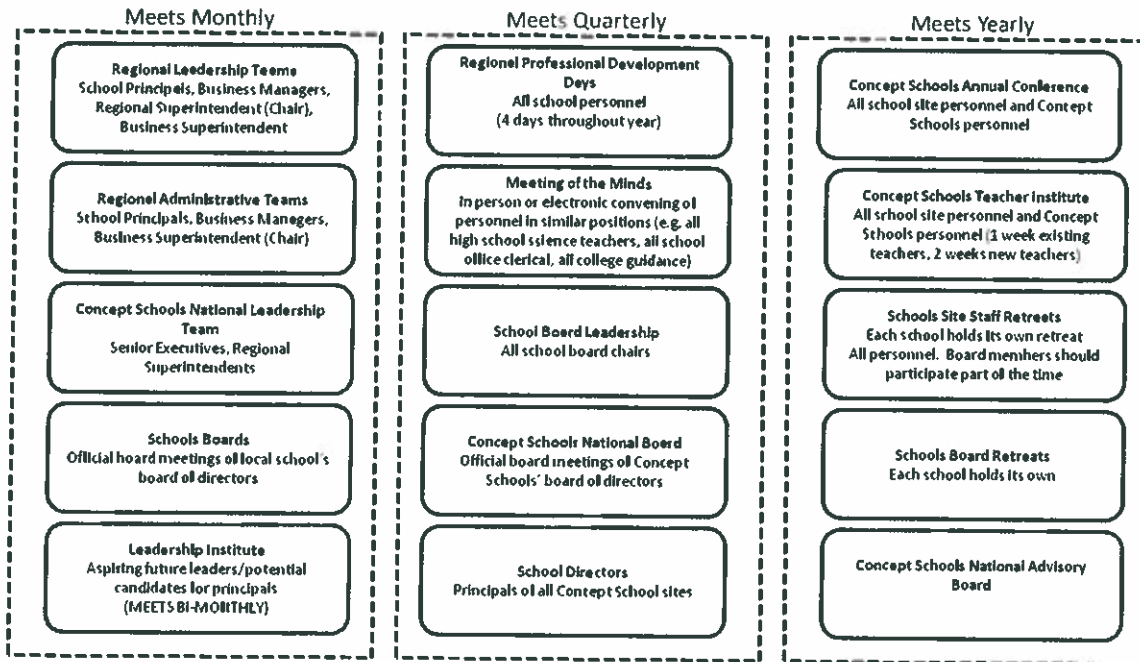 Meets Monthly
Regional Leedership Teems
School Principals, Business Managers,
Regional Superintendent (Chair),
Business Superintendent
Regional Administrative Teams
School Principals, Business Managers,
Business Superintendent (Chair)
Concept Schools National Leadership
Team
Senior Executives, Regional
Superintendents
Schools Boards
Official hoard meetings of local school's
board of directors
Leadership Institute
Aspiring future leaders/potential
candidates for principals
(MEETS BI-MONTHLY)
Meets Quarterly
Regionel Professional Development
Days
All school personnel
(4 days throughout year)
Meeting of the Minds
In person or electronic convening of
personnel in similar positions (e.g. all
high school ssience teachers, all school
office clerical, all college guidance)
School Board Leadership
All school board chairs
Concept Schools National Board
Official board meetings of Concept
Schools' board of directors
School Directors
Principals of all Concept School sites
Meets Yearly
Concept Schools Annual Conference
All school site personnel and Concept
Schools personnel
Concept Schools Teacher Institute
All school site personnel and Concept
Schools personnel (1 week existing
teachers, 2 weeks new teachers)
Schools Site Staff Retreets
Each school holds its own retreat
All personnel. Board members should
participate part of the time
Schools Board Retreats
Each school holds its own
Concept Schools National Advisory
Board